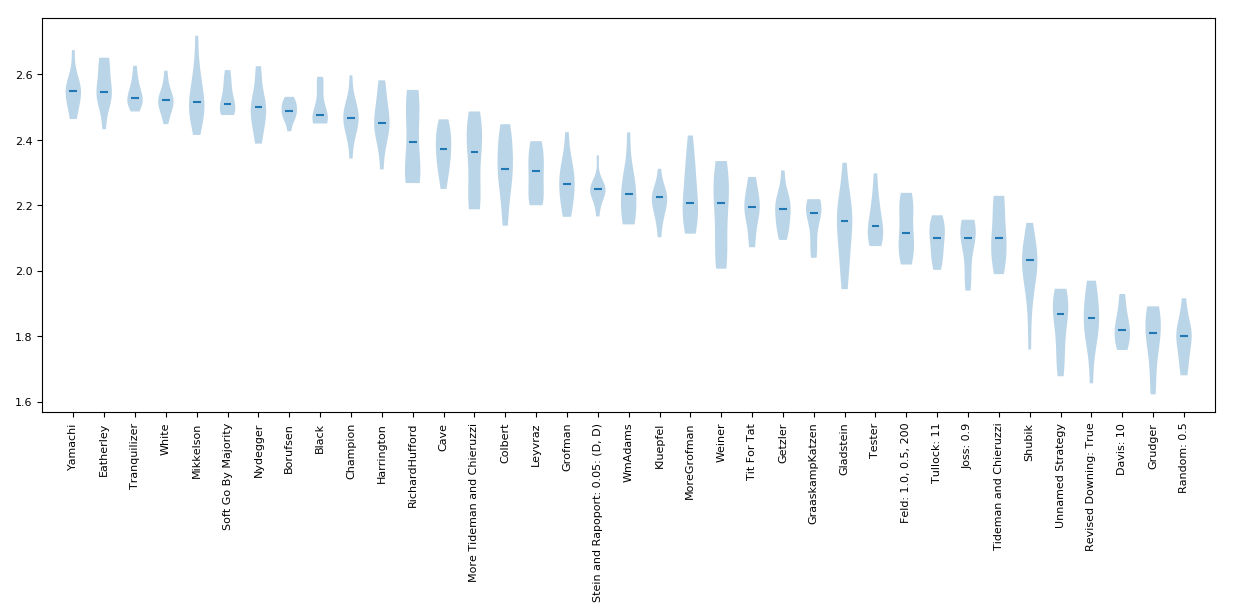 2.6
2.4
2.2
2.0
1.8
1.6
Yamachi
Eatherley
Tranquilizer
White
Mikkelson
Soft Go By Majority
Nydegger
Borufsen
Black
Champion
Harrington
RichardHufford
Cave
More Tideman and Chieruzzi
Colbert
Leyvraz
Grofman
Stein and Rapoport: 0.05: (D, D)
WmAdams
Kluepfel
MoreGrofman
Weiner
Tit For Tat
Getzler
GraaskampKatzen
Gladstein
Tester
Feld: 1.0, 0.5, 200
Tullock: 11
Joss: 0.9
Tideman and Chieruzzi
Shubik
Unnamed Strategy
Revised Downing: True
Davis: 10
Grudger
Random: 0.5